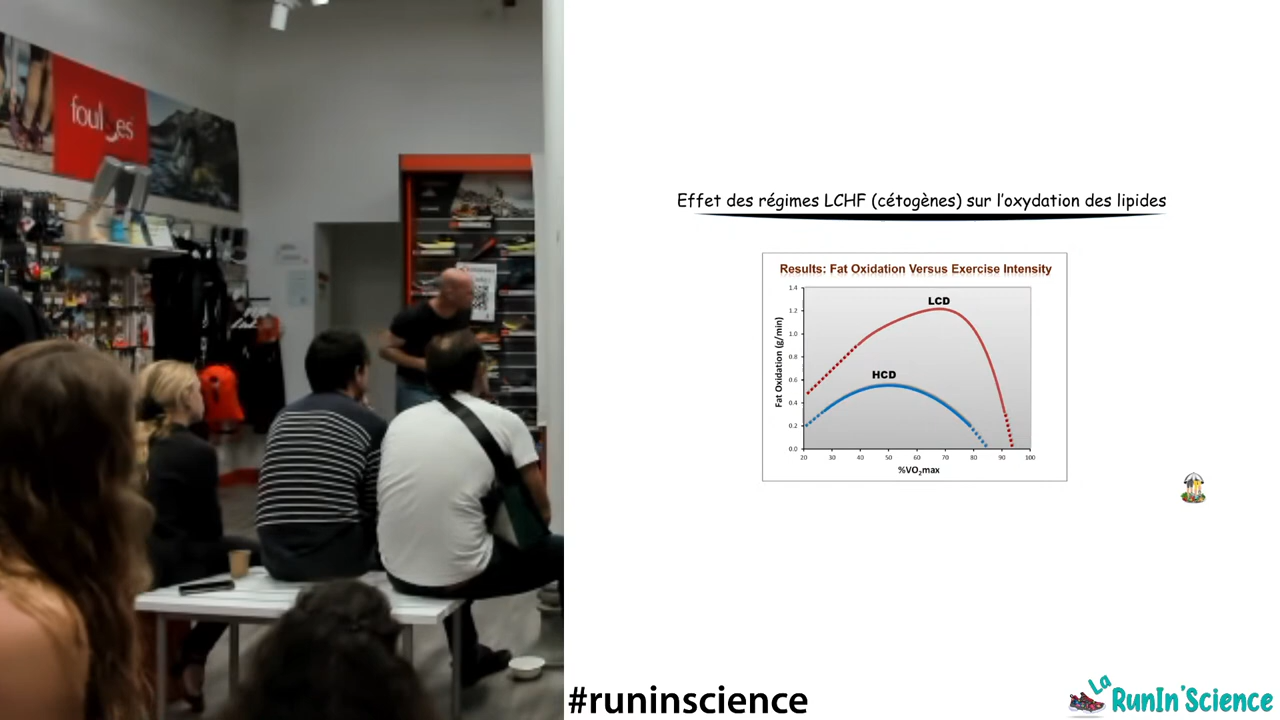 foulées
Effet des régimes LCHF (cétogènes) sur l'oxydation des lipides
Results: Fat Oxidation Versus Exercise Intensity
Fat Oxidation (g/min)
1.4
1.2
1.0
0.8
0.6
0.4
0.2
0.0
LCD
HCD
20 30 40 50 60 70 80 90 100
%VO₂max
#runinscience
La
RunIn'Science